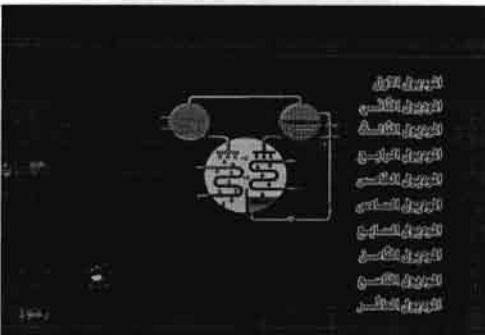 الموديول الأول
الموديول الثاني
الموديول الثالث
الموديول الرابع
الموديول الخامس
الموديول السادس
الموديول السابع
الموديول الثامن
الموديول التاسع
الموديول العاشر